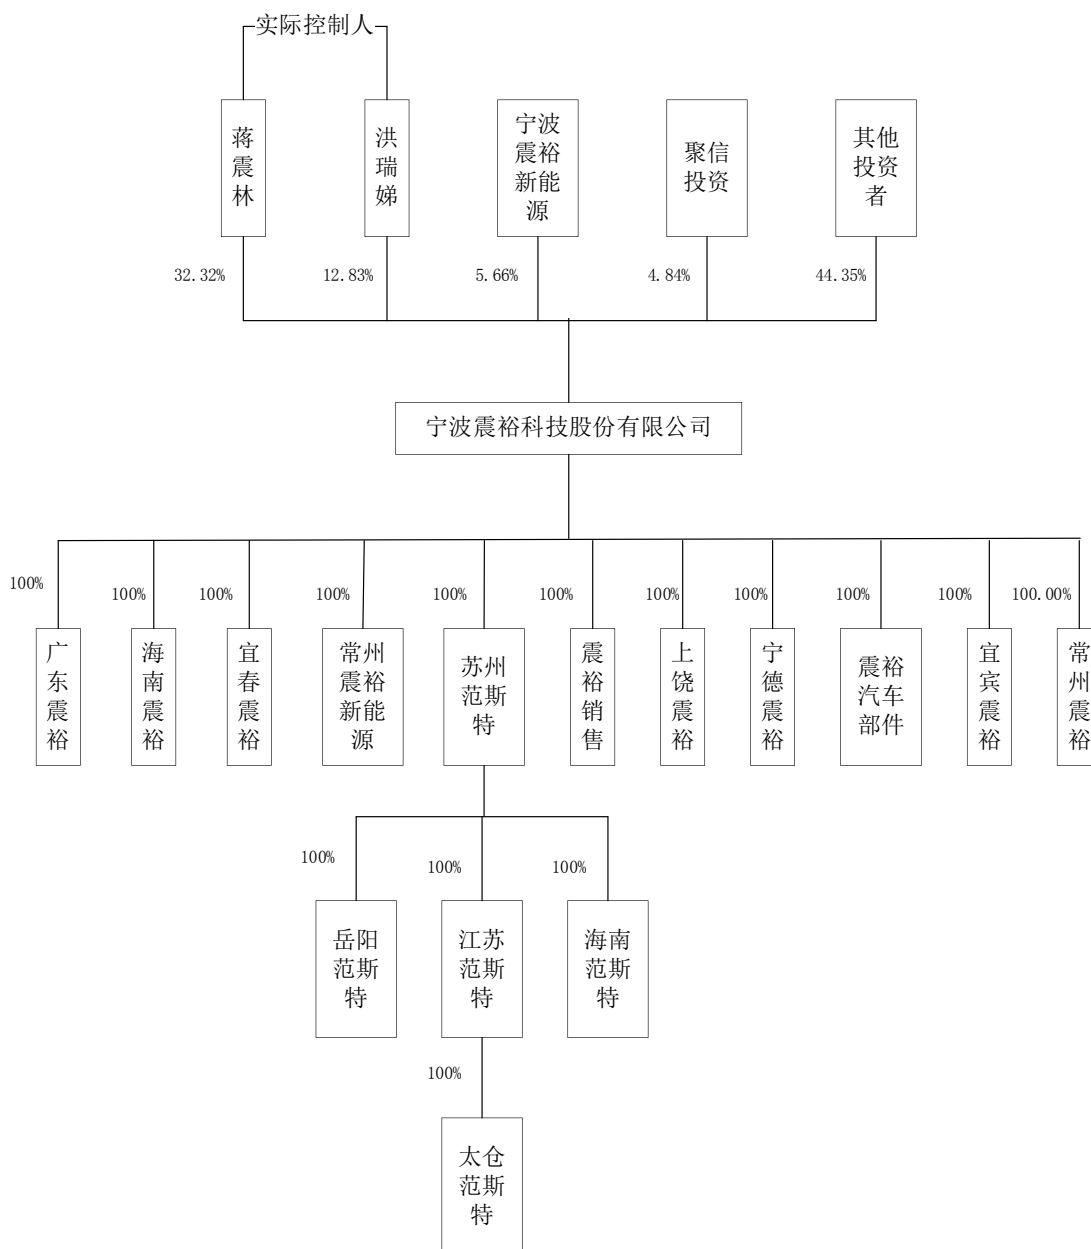 实际控制人
蒋震林
洪瑞娣
宁波
震裕
新能
源
聚信
投资
其他
投资
者
32.32%
12.83%
5.66%
4.84%
44.35%
宁波震裕科技股份有限公司
100%
100%
100%
100%
100%
100%
100%
100%
100%
100%
100.00%
广东震裕
海南震裕
宜春震裕
常州
震裕
新能
源
苏州
范斯
特
震裕销售
上饶震裕
宁德震裕
震裕
汽车
部件
宜宾震裕
常州震裕
100%
100%
100%
岳阳
范斯
特
江苏
范斯
特
海南
范斯
特
100%
太仓
范斯
特